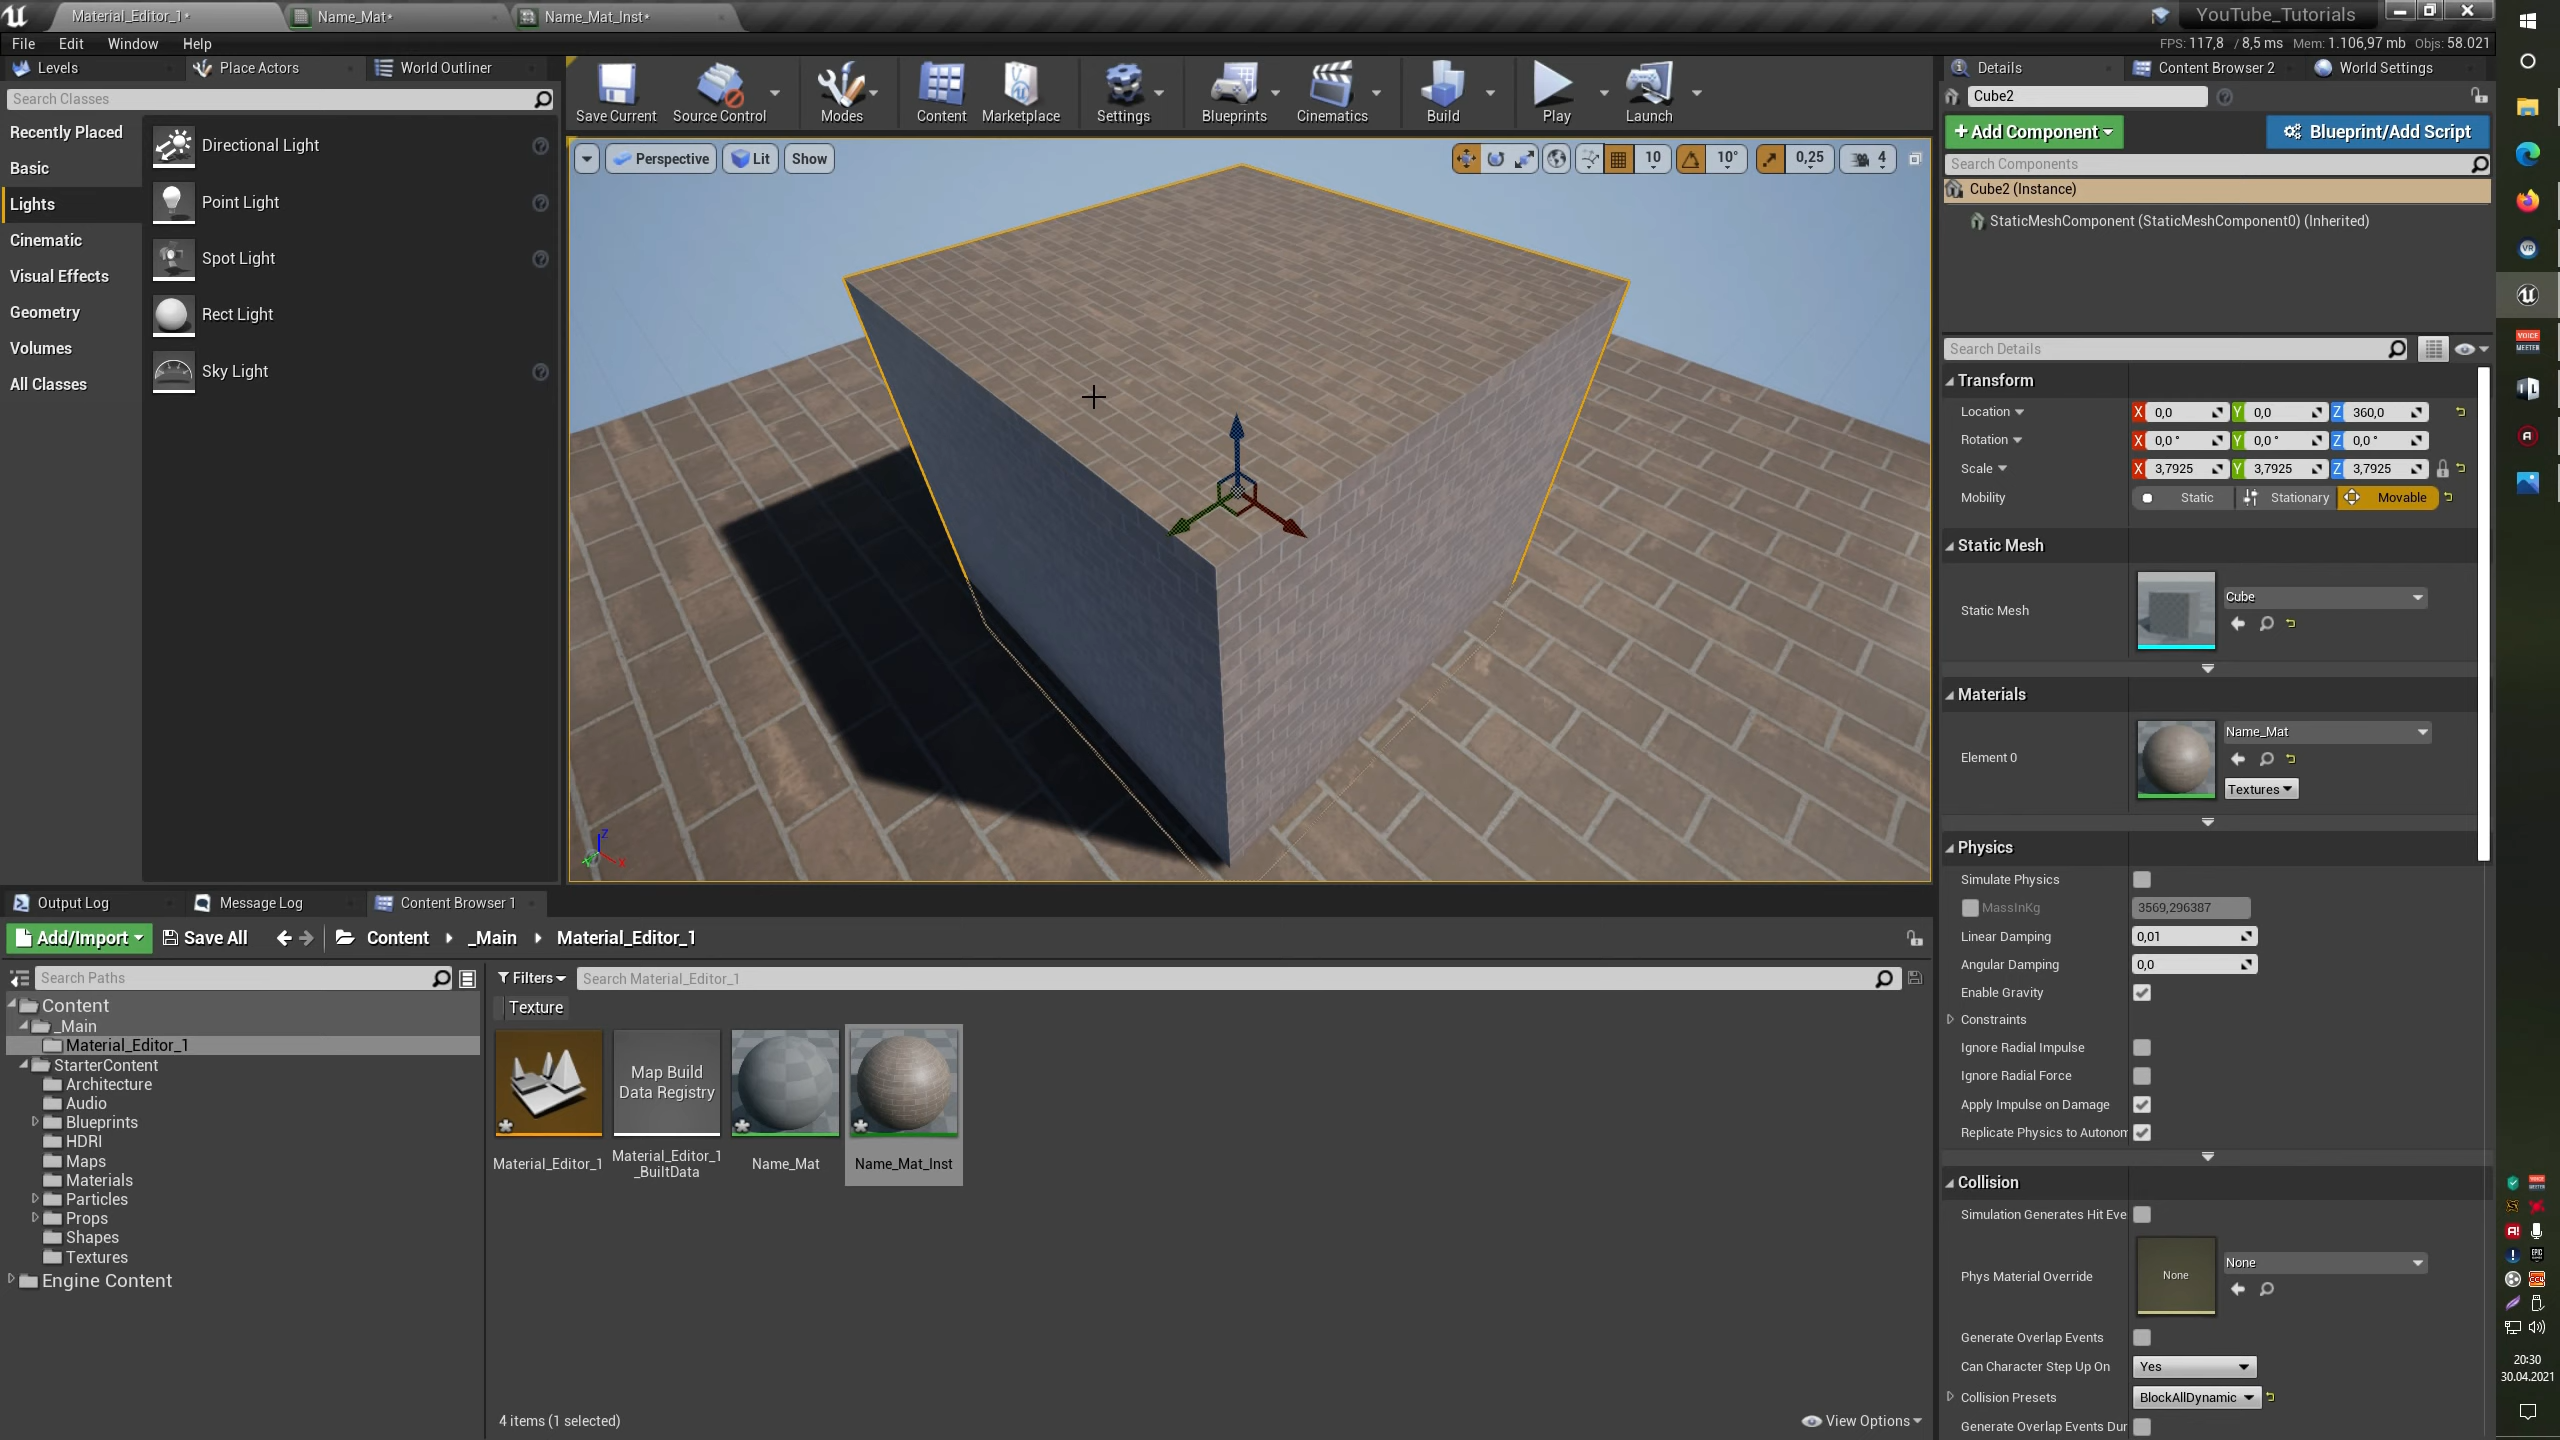 Material_Editor_1*
Name_Mat*
Name_Mat_Inst*
YouTube_Tutorials
File Edit Window Help
FPS: 117,8 / 8,5 ms Mem: 1.106,97 mb Objs: 58.021
Levels
Place Actors
World Outliner
Search Classes
Recently Placed
Basic
Lights
Cinematic
Visual Effects
Geometry
Volumes
All Classes
Directional Light
Point Light
Spot Light
Rect Light
Sky Light
Save Current
Source Control
Modes
Content
Marketplace
Settings
Blueprints
Cinematics
Build
Play
Launch
Perspective
Lit
Show
10
10°
0,25
4
Z
X
Details
Content Browser 2
World Settings
Cube2
+Add Component
Blueprint/Add Script
Search Components
Cube2 (Instance)
StaticMeshComponent (StaticMeshComponent0) (Inherited)
Search Details
Transform
Location X 0,0 Y 0,0 Z 360,0
Rotation X 0,0 ° Y 0,0 ° Z 0,0 °
Scale X 3,7925 Y 3,7925 Z 3,7925
Mobility Static Stationary Movable
Static Mesh
Static Mesh Cube
Materials
Element 0 Name_Mat
Textures
Physics
Simulate Physics
MassInKg 3569,296387
Linear Damping 0,01
Angular Damping 0,0
Enable Gravity
Constraints
Ignore Radial Impulse
Ignore Radial Force
Apply Impulse on Damage
Replicate Physics to Autonom
Collision
Simulation Generates Hit Eve
Phys Material Override None None
Generate Overlap Events
Can Character Step Up On Yes
Collision Presets BlockAllDynamic
Generate Overlap Events Dur
Output Log
Message Log
Content Browser 1
Add/Import
Save All
Content
_Main
Material_Editor_1
Search Paths
Filters
Search Material_Editor_1
Texture
Content
_Main
Material_Editor_1
StarterContent
Architecture
Audio
Blueprints
HDRI
Maps
Materials
Particles
Props
Shapes
Textures
Engine Content
Map Build
Data Registry
Material_Editor_1
Material_Editor_1
_BuiltData
Name_Mat
Name_Mat_Inst
4 items (1 selected)
View Options
VR
VOICE
MEETER
20:30
30.04.2021